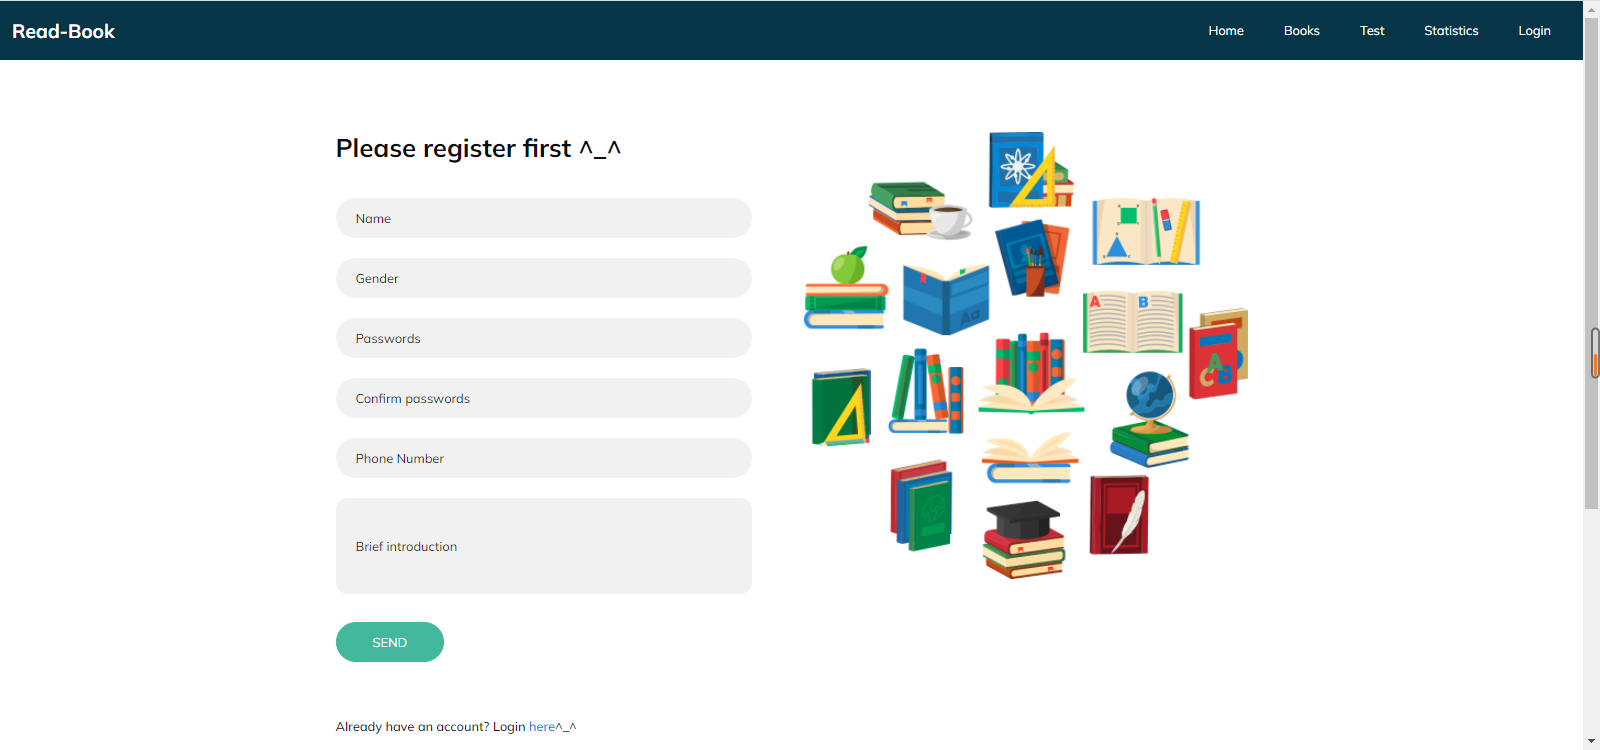 Read-Book
Home Books Test Statistics Login
Please register first ^_^
Name
Gender
Passwords
Confirm passwords
Phone Number
Brief introduction
SEND
Already have an account? Login here^_^
A B
Aa
A
C B